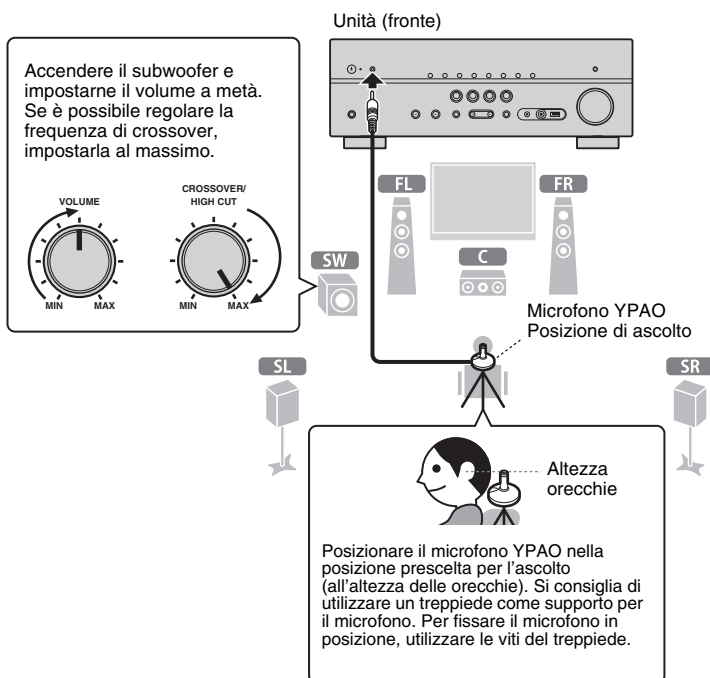 Unità (fronte)
Accendere il subwoofer e
impostarne il volume a metà.
Se è possibile regolare la
frequenza di crossover,
impostarla al massimo.
VOLUME
CROSSOVER/
HIGH CUT
MIN
MAX
MIN
MAX
FL
FR
SW
C
Microfono YPAO
Posizione di ascolto
SL
SR
Altezza
orecchie
Posizionare il microfono YPAO nella
posizione prescelta per l'ascolto
(all'altezza delle orecchie). Si consiglia di
utilizzare un treppiede come supporto per
il microfono. Per fissare il microfono in
posizione, utilizzare le viti del treppiede.